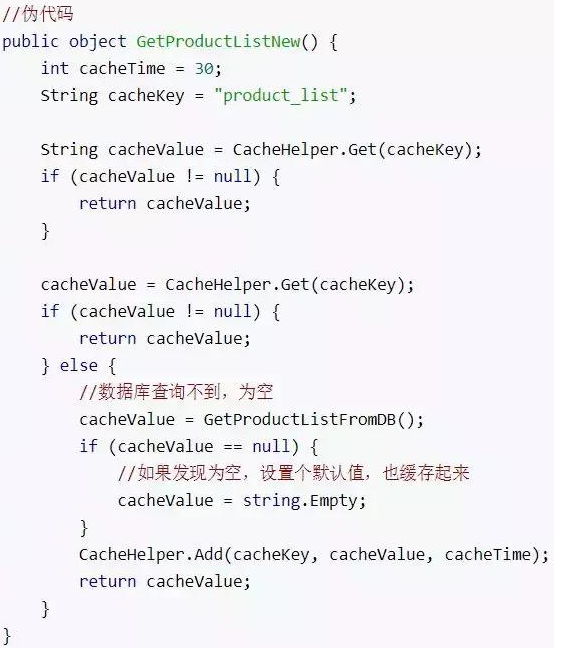 //伪代码
public object GetProductListNew() {
    int cacheTime = 30;
    String cacheKey = "product_list";

    String cacheValue = CacheHelper.Get(cacheKey);
    if (cacheValue != null) {
        return cacheValue;
    }

    cacheValue = CacheHelper.Get(cacheKey);
    if (cacheValue != null) {
        return cacheValue;
    } else {
        //数据库查询不到，为空
        cacheValue = GetProductListFromDB();
        if (cacheValue == null) {
            //如果发现为空，设置个默认值，也缓存起来
            cacheValue = string.Empty;
        }
        CacheHelper.Add(cacheKey, cacheValue, cacheTime);
        return cacheValue;
    }
}